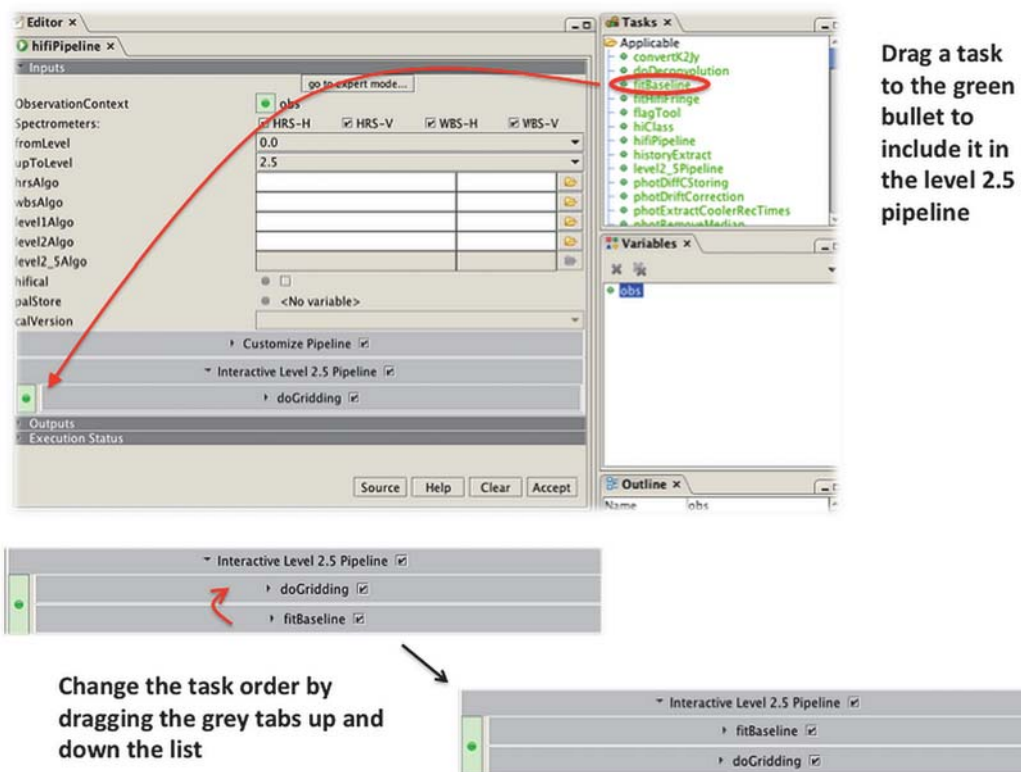 Editor ×
hifiPipeline ×
Inputs
go to expert mode...
ObservationContext obs
Spectrometers: HRS-H HRS-V WBS-H WBS-V
fromLevel 0.0
upToLevel 2.5
hrsAlgo
wbsAlgo
level1Algo
level2Algo
level2_5Algo
hifical
palStore <No variable>
calVersion
Customize Pipeline
Interactive Level 2.5 Pipeline
doGridding
Outputs
Execution Status
Source Help Clear Accept
Tasks ×
Applicable
convertK2Jy
doDeconvolution
fitBaseline
fitHifiFringe
flagTool
hiClass
hifiPipeline
historyExtract
level2_5Pipeline
photDiffCStoring
photDriftCorrection
photExtractCoolerRecTimes
photRemoveMedian
Variables ×
obs
Outline ×
Name obs
Drag a task
to the green
bullet to
include it in
the level 2.5
pipeline
Interactive Level 2.5 Pipeline
doGridding
fitBaseline
Change the task order by
dragging the grey tabs up and
down the list
Interactive Level 2.5 Pipeline
fitBaseline
doGridding